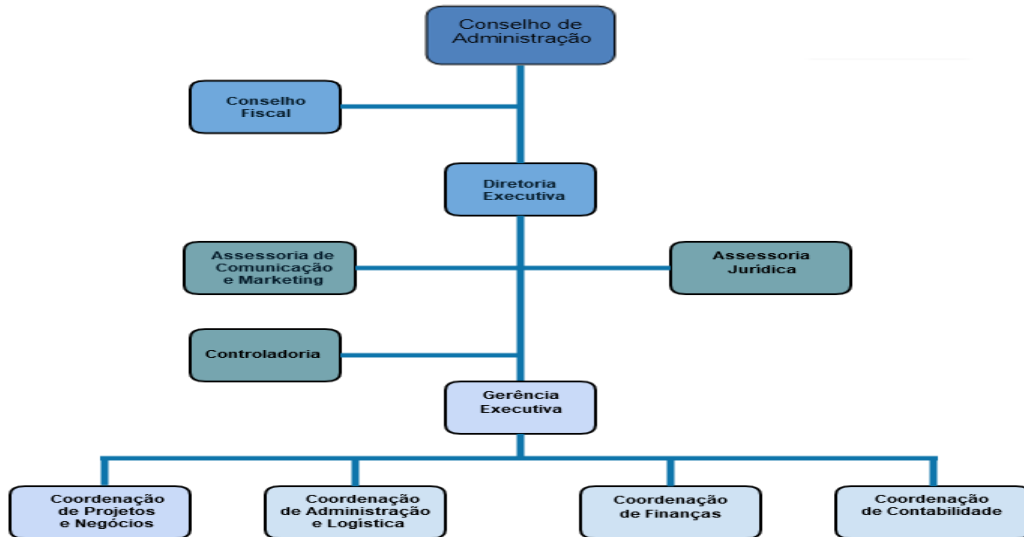 Conselho de
Administração
Conselho
Fiscal
Diretoria
Executiva
Assessoria de
Comunicação
e Marketing
Assessoria
Jurídica
Controladoria
Gerência
Executiva
Coordenação
de Projetos
e Negócios
Coordenação
de Administração
e Logística
Coordenação
de Finanças
Coordenação
de Contabilidade